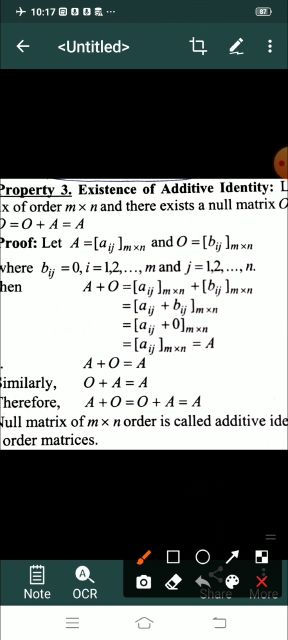 10:17
87
<Untitled>
Property 3. Existence of Additive Identity: L
x of order m × n and there exists a null matrix O
O = O + A = A
Proof: Let A = [a_ij]_m×n and O = [b_ij]_m×n
where b_ij = 0, i = 1,2,..., m and j = 1,2,..., n.
hen A + O = [a_ij]_m×n + [b_ij]_m×n
= [a_ij + b_ij]_m×n
= [a_ij + 0]_m×n
= [a_ij]_m×n = A
. A + O = A
Similarly, O + A = A
Therefore, A + O = O + A = A
Null matrix of m × n order is called additive ide
order matrices.
Note OCR Share More